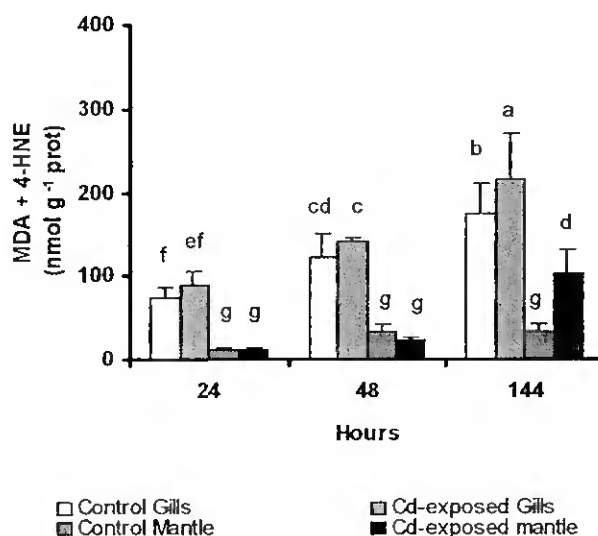 400
300
200
100
0
MDA + 4-HNE
(nmol g⁻¹ prot)
f ef g g
cd c g g
b a g d
24 48 144
Hours
Control Gills Cd-exposed Gills
Control Mantle Cd-exposed mantle